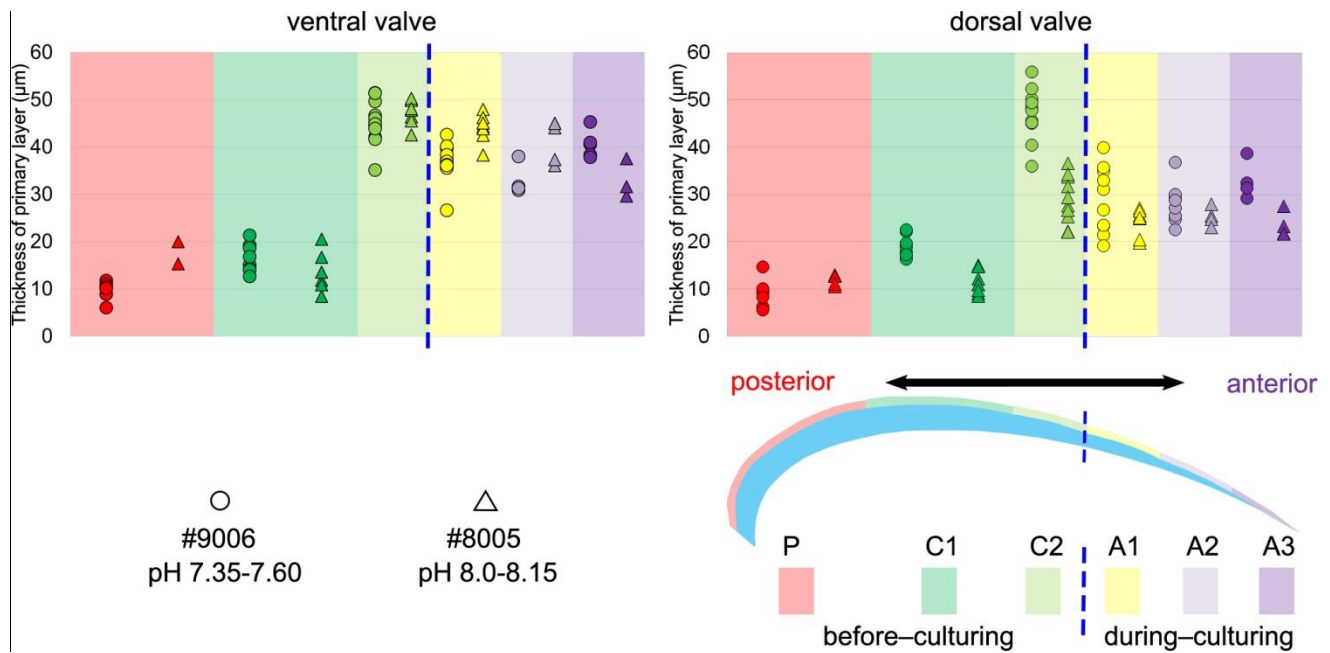 ventral valve
Thickness of primary layer (μm)
60
50
40
30
20
10
0
dorsal valve
Thickness of primary layer (μm)
60
50
40
30
20
10
0
posterior
anterior
#9006
pH 7.35-7.60
#8005
pH 8.0-8.15
P C1 C2 A1 A2 A3
before–culturing during–culturing